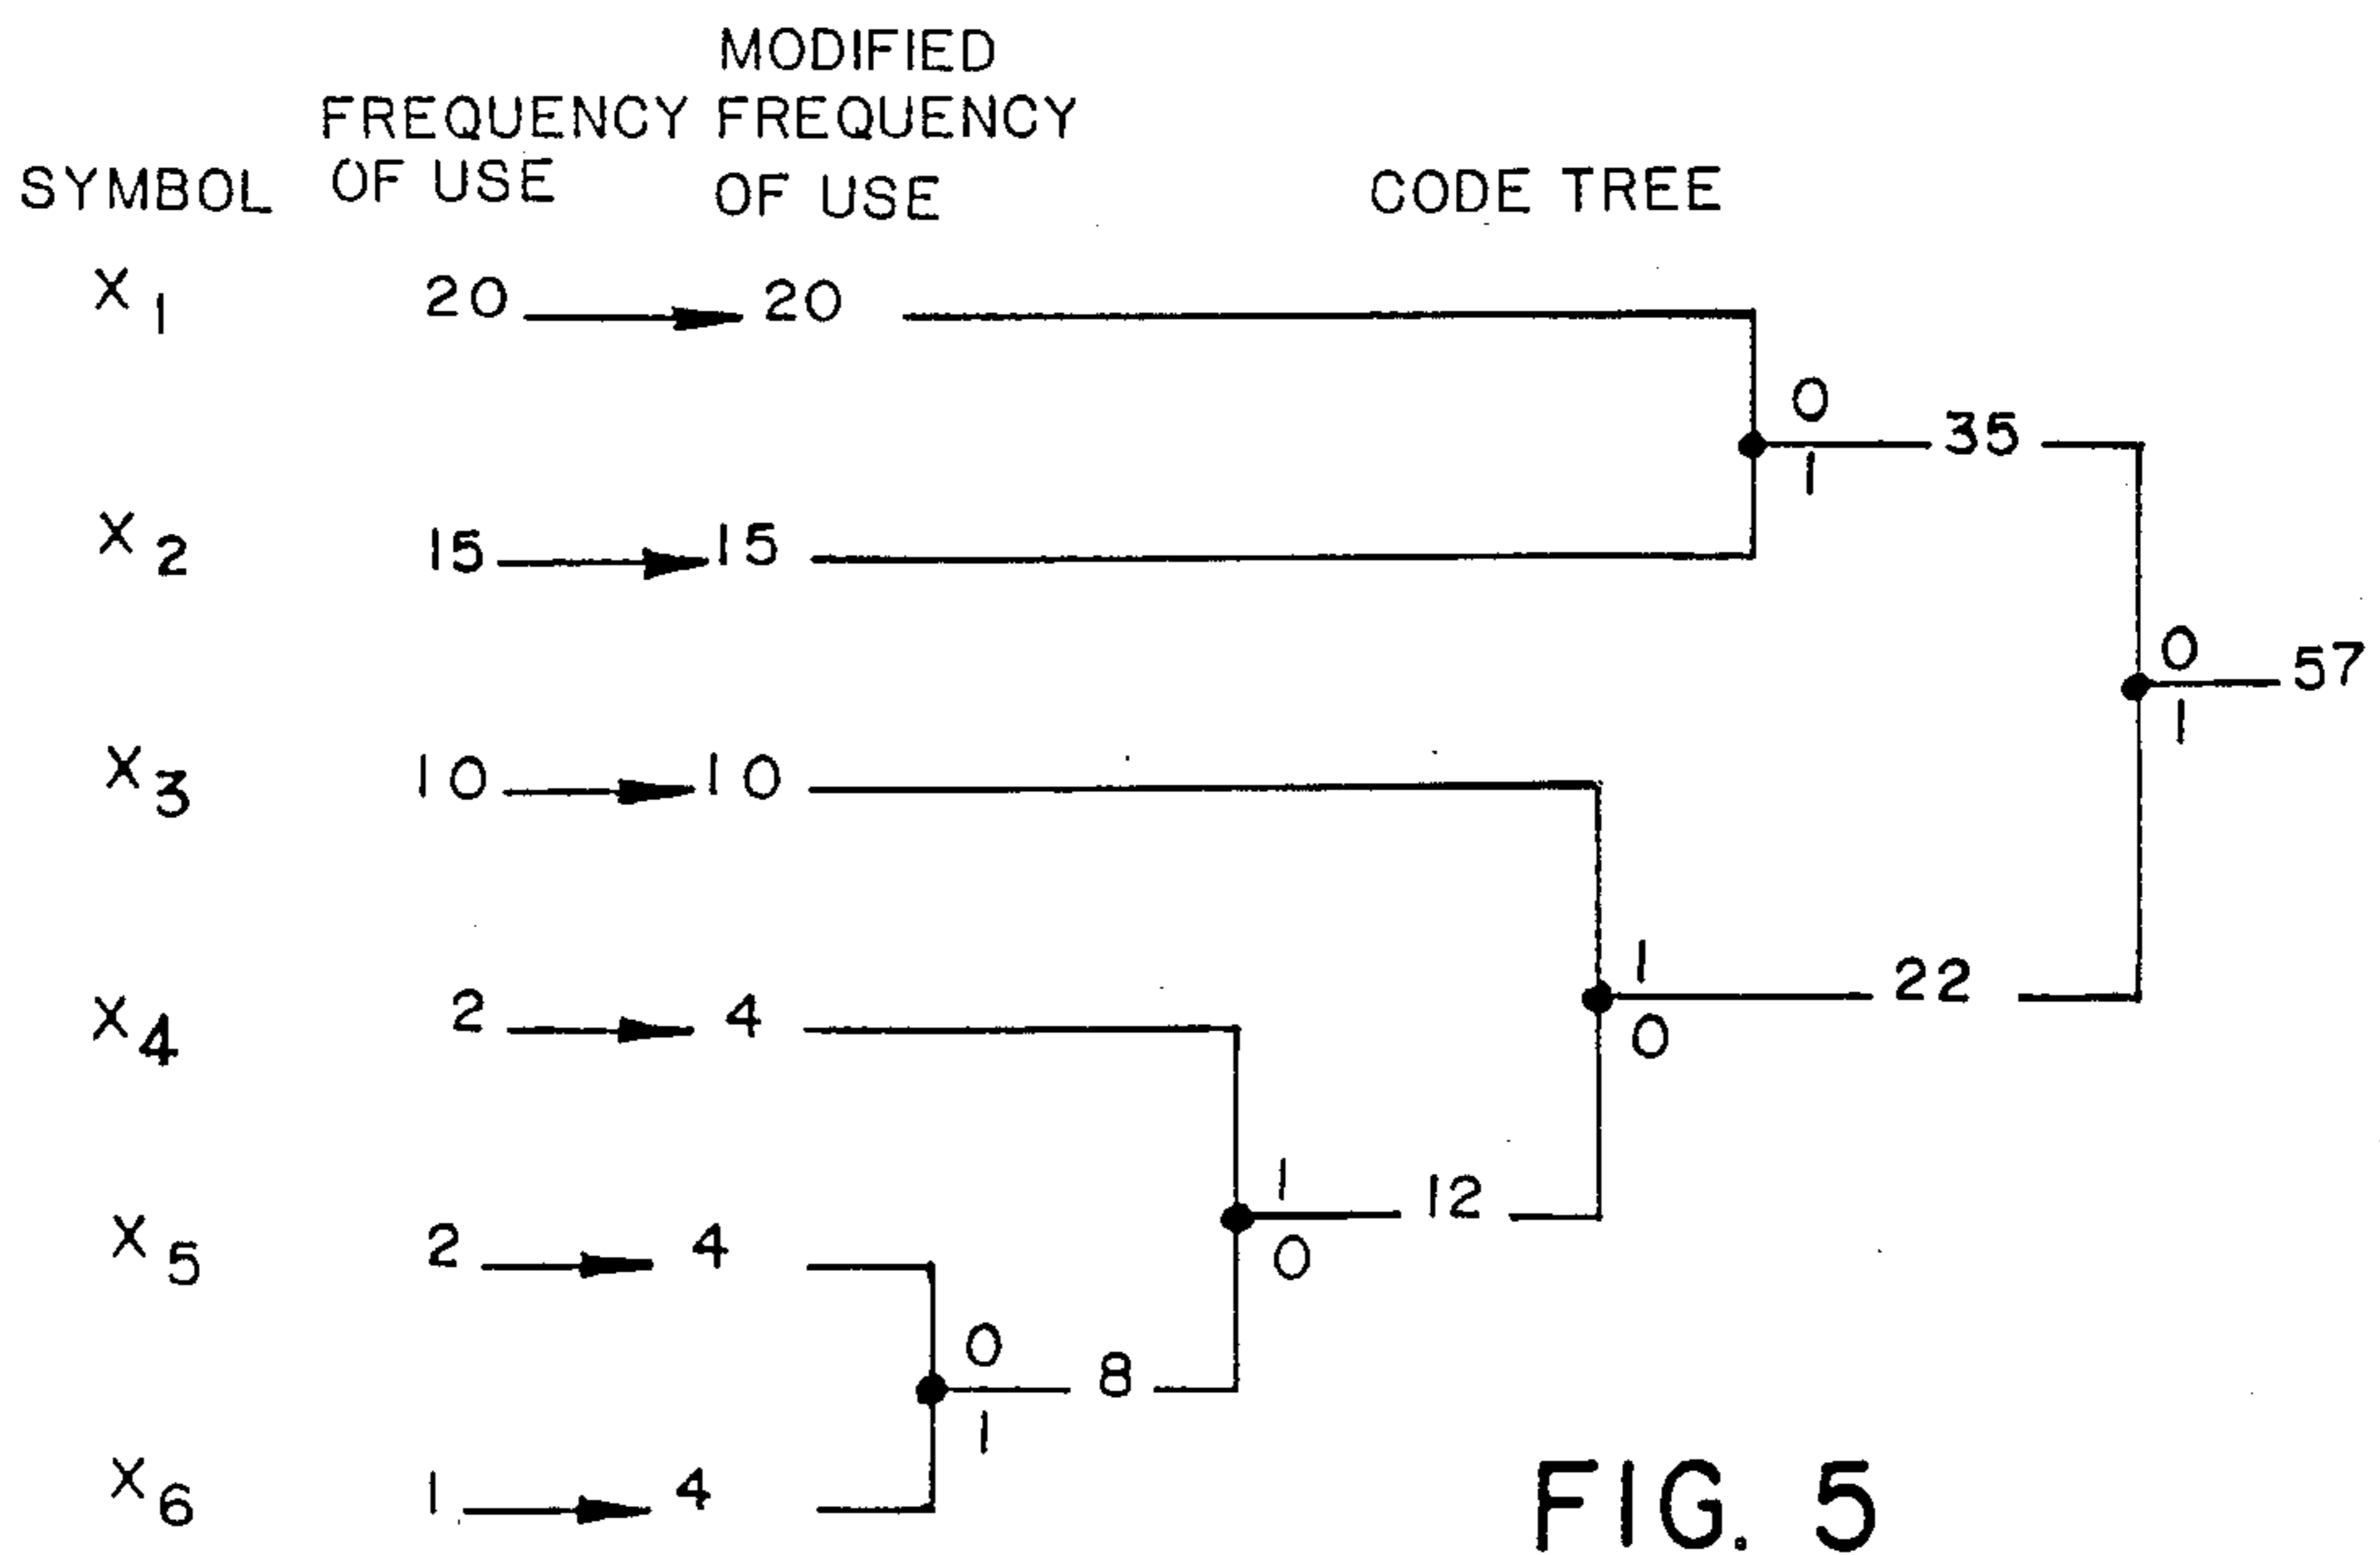 MODIFIED
FREQUENCY FREQUENCY
SYMBOL OF USE OF USE CODE TREE
X1 20 20
0
35
1
X2 15 15
0
57
1
X3 10 10
1
22
0
X4 2 4
1
12
0
X5 2 4
0
8
1
X6 1 4
FIG. 5